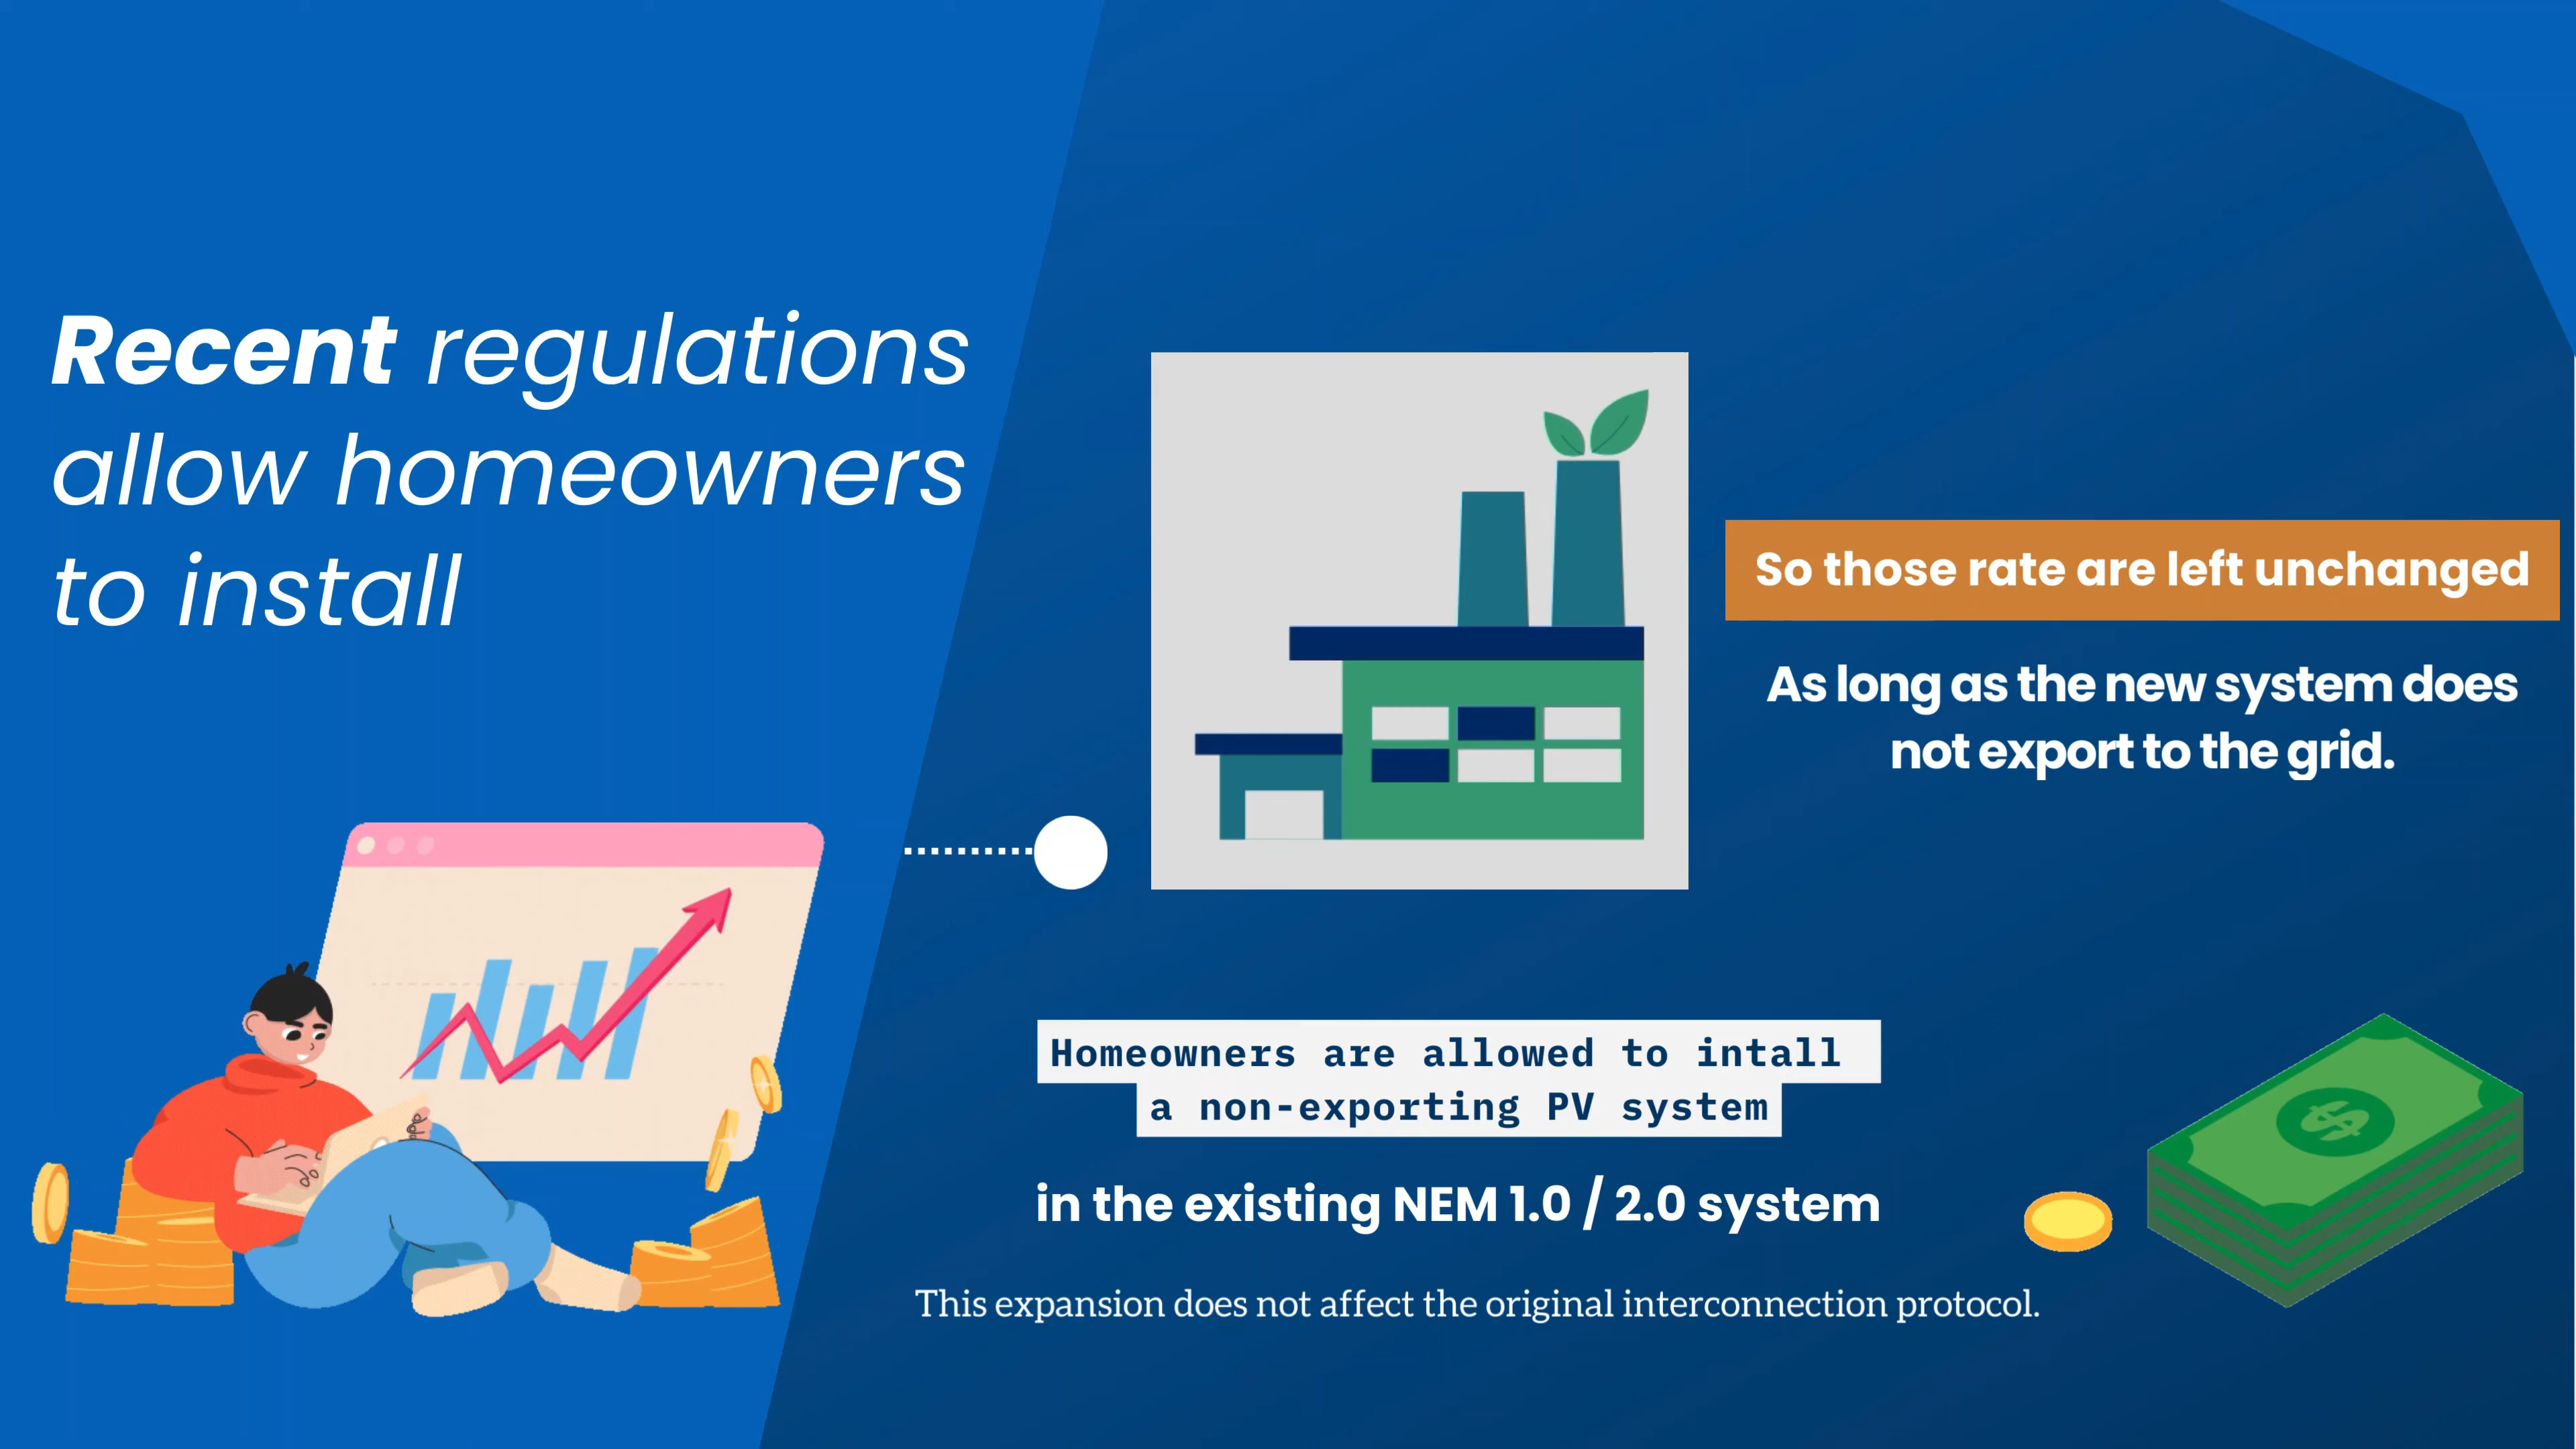 Recent regulations
allow homeowners
to install
So those rate are left unchanged
As long as the new system does
not export to the grid.
Homeowners are allowed to intall
a non-exporting PV system
in the existing NEM 1.0 / 2.0 system
This expansion does not affect the original interconnection protocol.